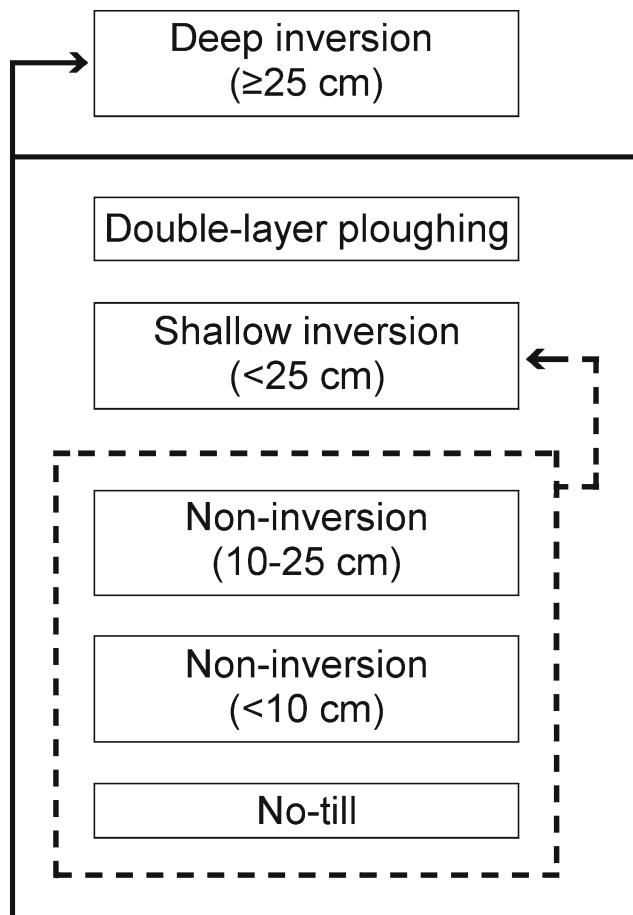 Deep inversion
(≥25 cm)
Double-layer ploughing
Shallow inversion
(<25 cm)
Non-inversion
(10-25 cm)
Non-inversion
(<10 cm)
No-till